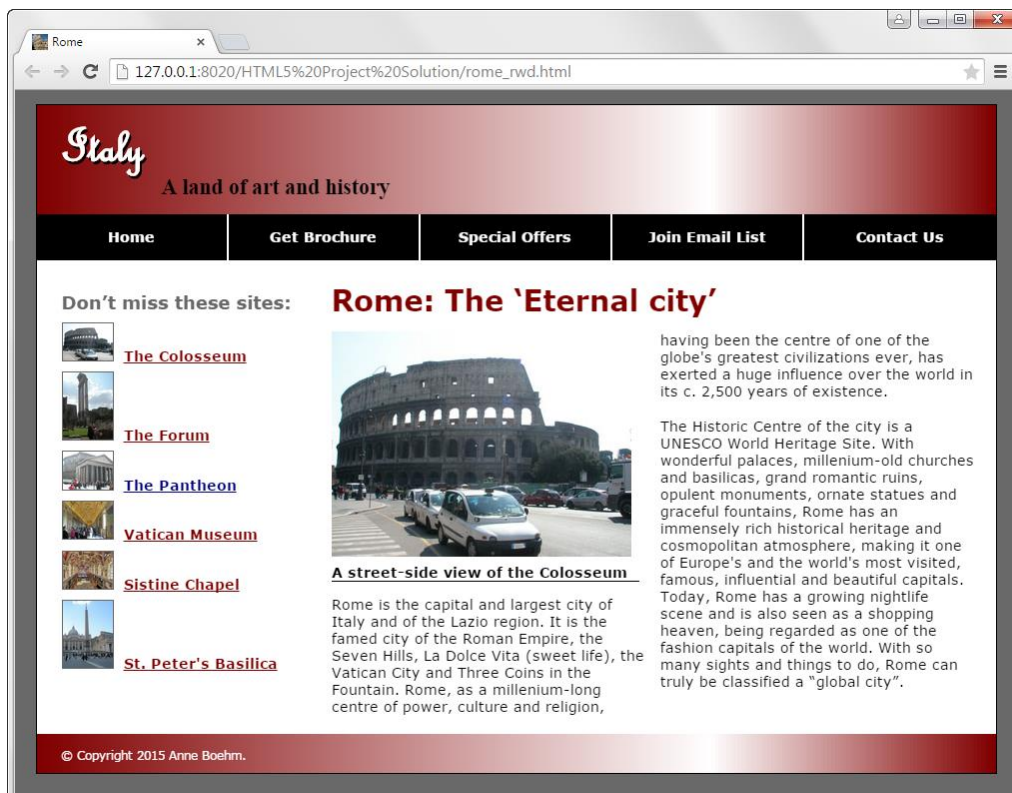 Rome
127.0.0.1:8020/HTML5%20Project%20Solution/rome_rwd.html
Italy
A land of art and history
Home
Get Brochure
Special Offers
Join Email List
Contact Us
Don’t miss these sites:
The Colosseum
The Forum
The Pantheon
Vatican Museum
Sistine Chapel
St. Peter's Basilica
Rome: The ‘Eternal city’
A street-side view of the Colosseum
Rome is the capital and largest city of
Italy and of the Lazio region. It is the
famed city of the Roman Empire, the
Seven Hills, La Dolce Vita (sweet life), the
Vatican City and Three Coins in the
Fountain. Rome, as a millenium-long
centre of power, culture and religion,
having been the centre of one of the
globe's greatest civilizations ever, has
exerted a huge influence over the world in
its c. 2,500 years of existence.
The Historic Centre of the city is a
UNESCO World Heritage Site. With
wonderful palaces, millenium-old churches
and basilicas, grand romantic ruins,
opulent monuments, ornate statues and
graceful fountains, Rome has an
immensely rich historical heritage and
cosmopolitan atmosphere, making it one
of Europe's and the world's most visited,
famous, influential and beautiful capitals.
Today, Rome has a growing nightlife
scene and is also seen as a shopping
heaven, being regarded as one of the
fashion capitals of the world. With so
many sights and things to do, Rome can
truly be classified a “global city”.
© Copyright 2015 Anne Boehm.